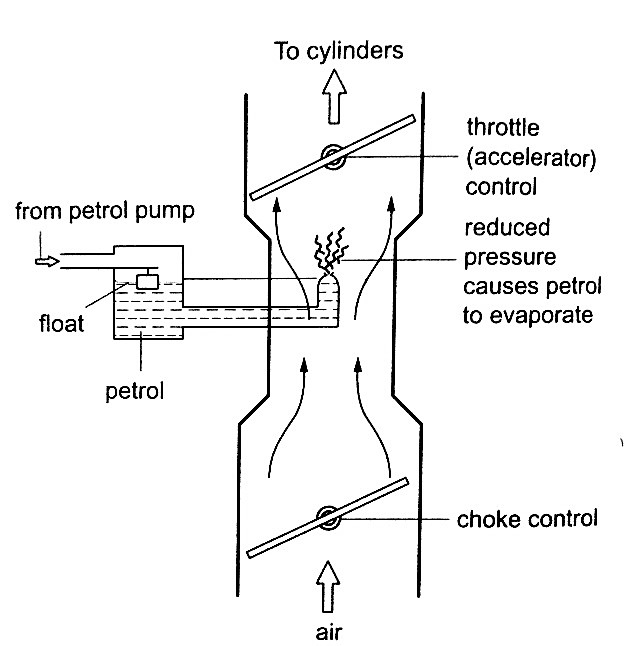 To cylinders
throttle
(accelerator)
control
from petrol pump
reduced
pressure
causes petrol
to evaporate
float
petrol
choke control
air